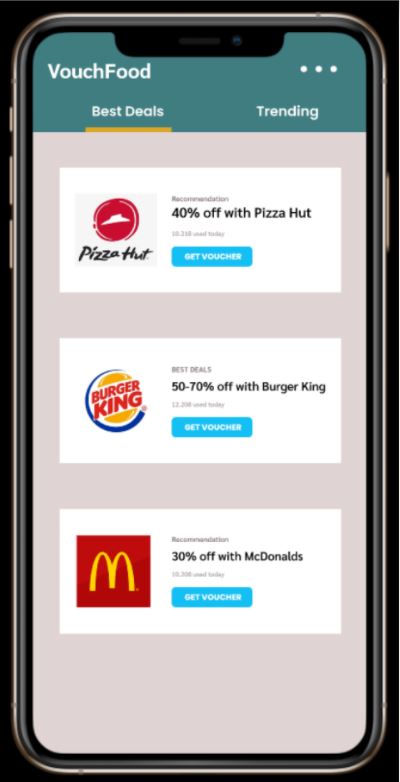 VouchFood
Best Deals Trending
Recommendation
40% off with Pizza Hut
10.218 used today
GET VOUCHER
Pizza Hut
BEST DEALS
50-70% off with Burger King
12.208 used today
GET VOUCHER
BURGER
KING
Recommendation
30% off with McDonalds
10.208 used today
GET VOUCHER
M